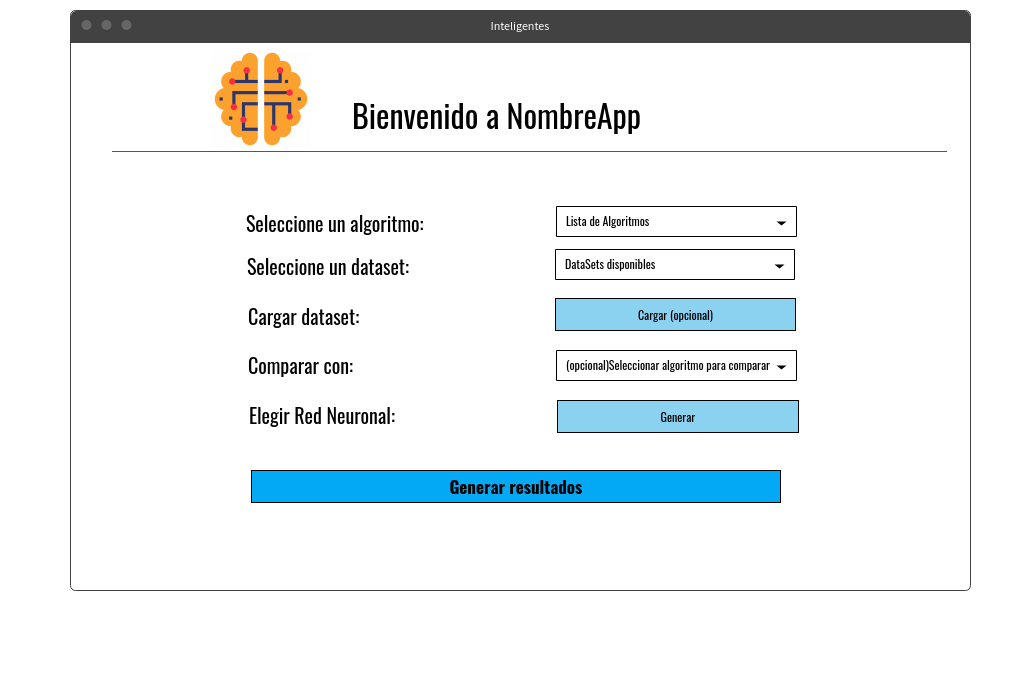 Inteligentes
Bienvenido a NombreApp
Seleccione un algoritmo:
Lista de Algoritmos
Seleccione un dataset:
DataSets disponibles
Cargar dataset:
Cargar (opcional)
Comparar con:
(opcional)Seleccionar algoritmo para comparar
Elegir Red Neuronal:
Generar
Generar resultados